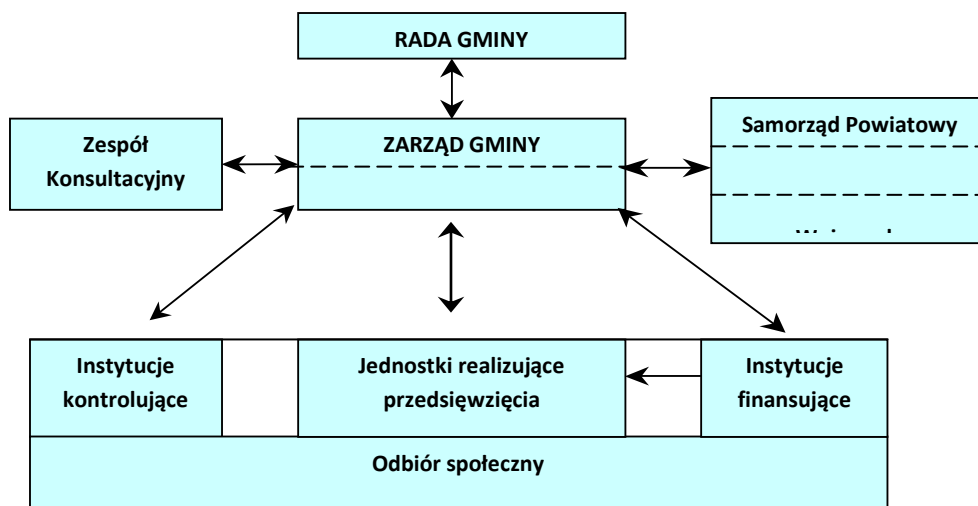 RADA GMINY
Zespół
Konsultacyjny
ZARZĄD GMINY
Samorząd Powiatowy
Instytucje
kontrolujące
Jednostki realizujące
przedsięwzięcia
Instytucje
finansujące
Odbiór społeczny